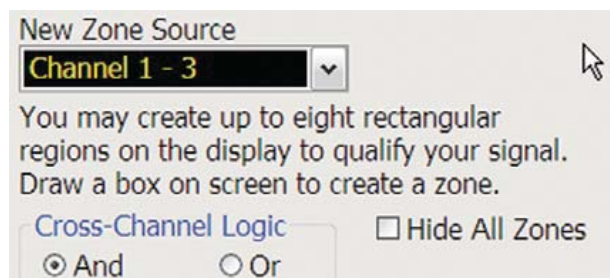 New Zone Source
Channel 1 - 3
You may create up to eight rectangular
regions on the display to qualify your signal.
Draw a box on screen to create a zone.
Cross-Channel Logic
Hide All Zones
And
Or